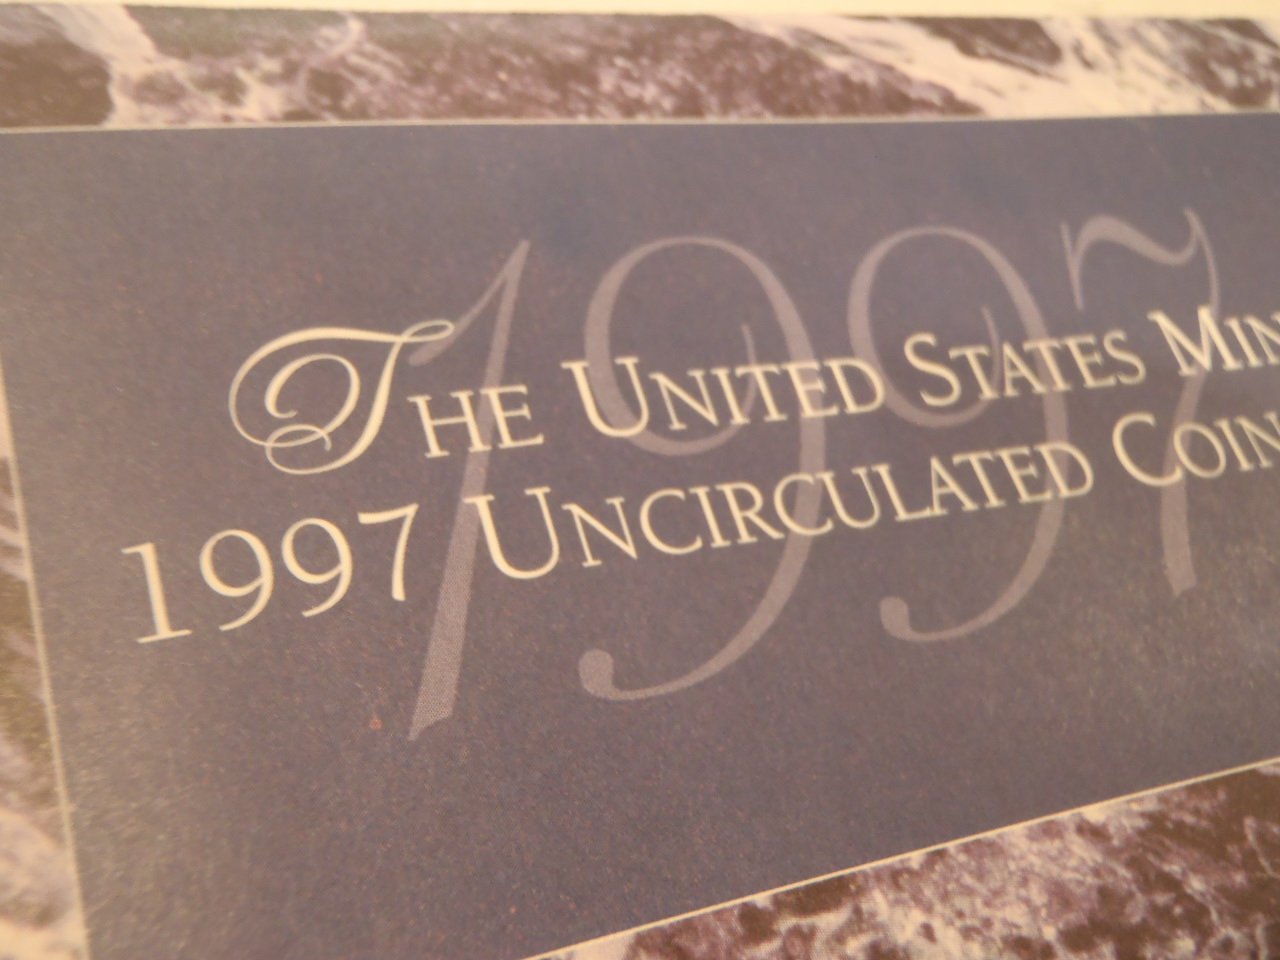 1997
THE UNITED STATES MIN
1997 UNCIRCULATED COIN